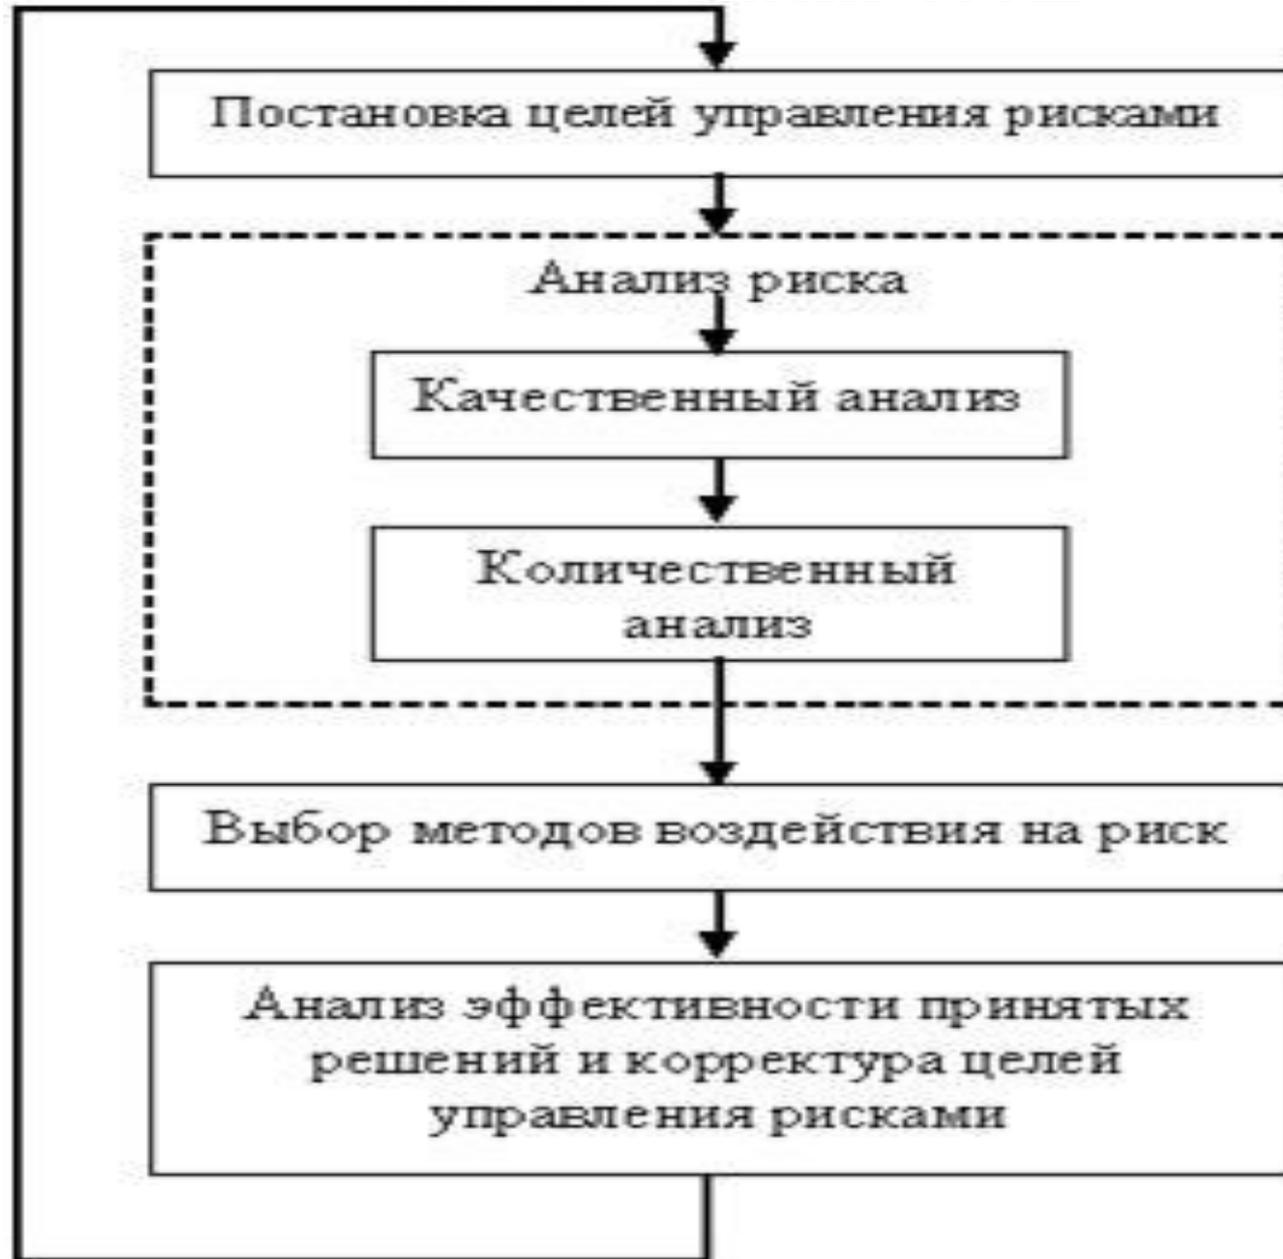 Постановка целей управления рисками
Анализ риска
Качественный анализ
Количественный
анализ
Выбор методов воздействия на риск
Анализ эффективности принятых
решений и корректура целей
управления рисками